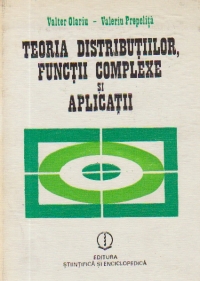 Valter Olariu - Valeriu Prepeliță
TEORIA DISTRIBUȚIILOR,
FUNCȚII COMPLEXE
ȘI
APLICAȚII
EDITURA
ȘTIINȚIFICĂ ȘI ENCICLOPEDICĂ